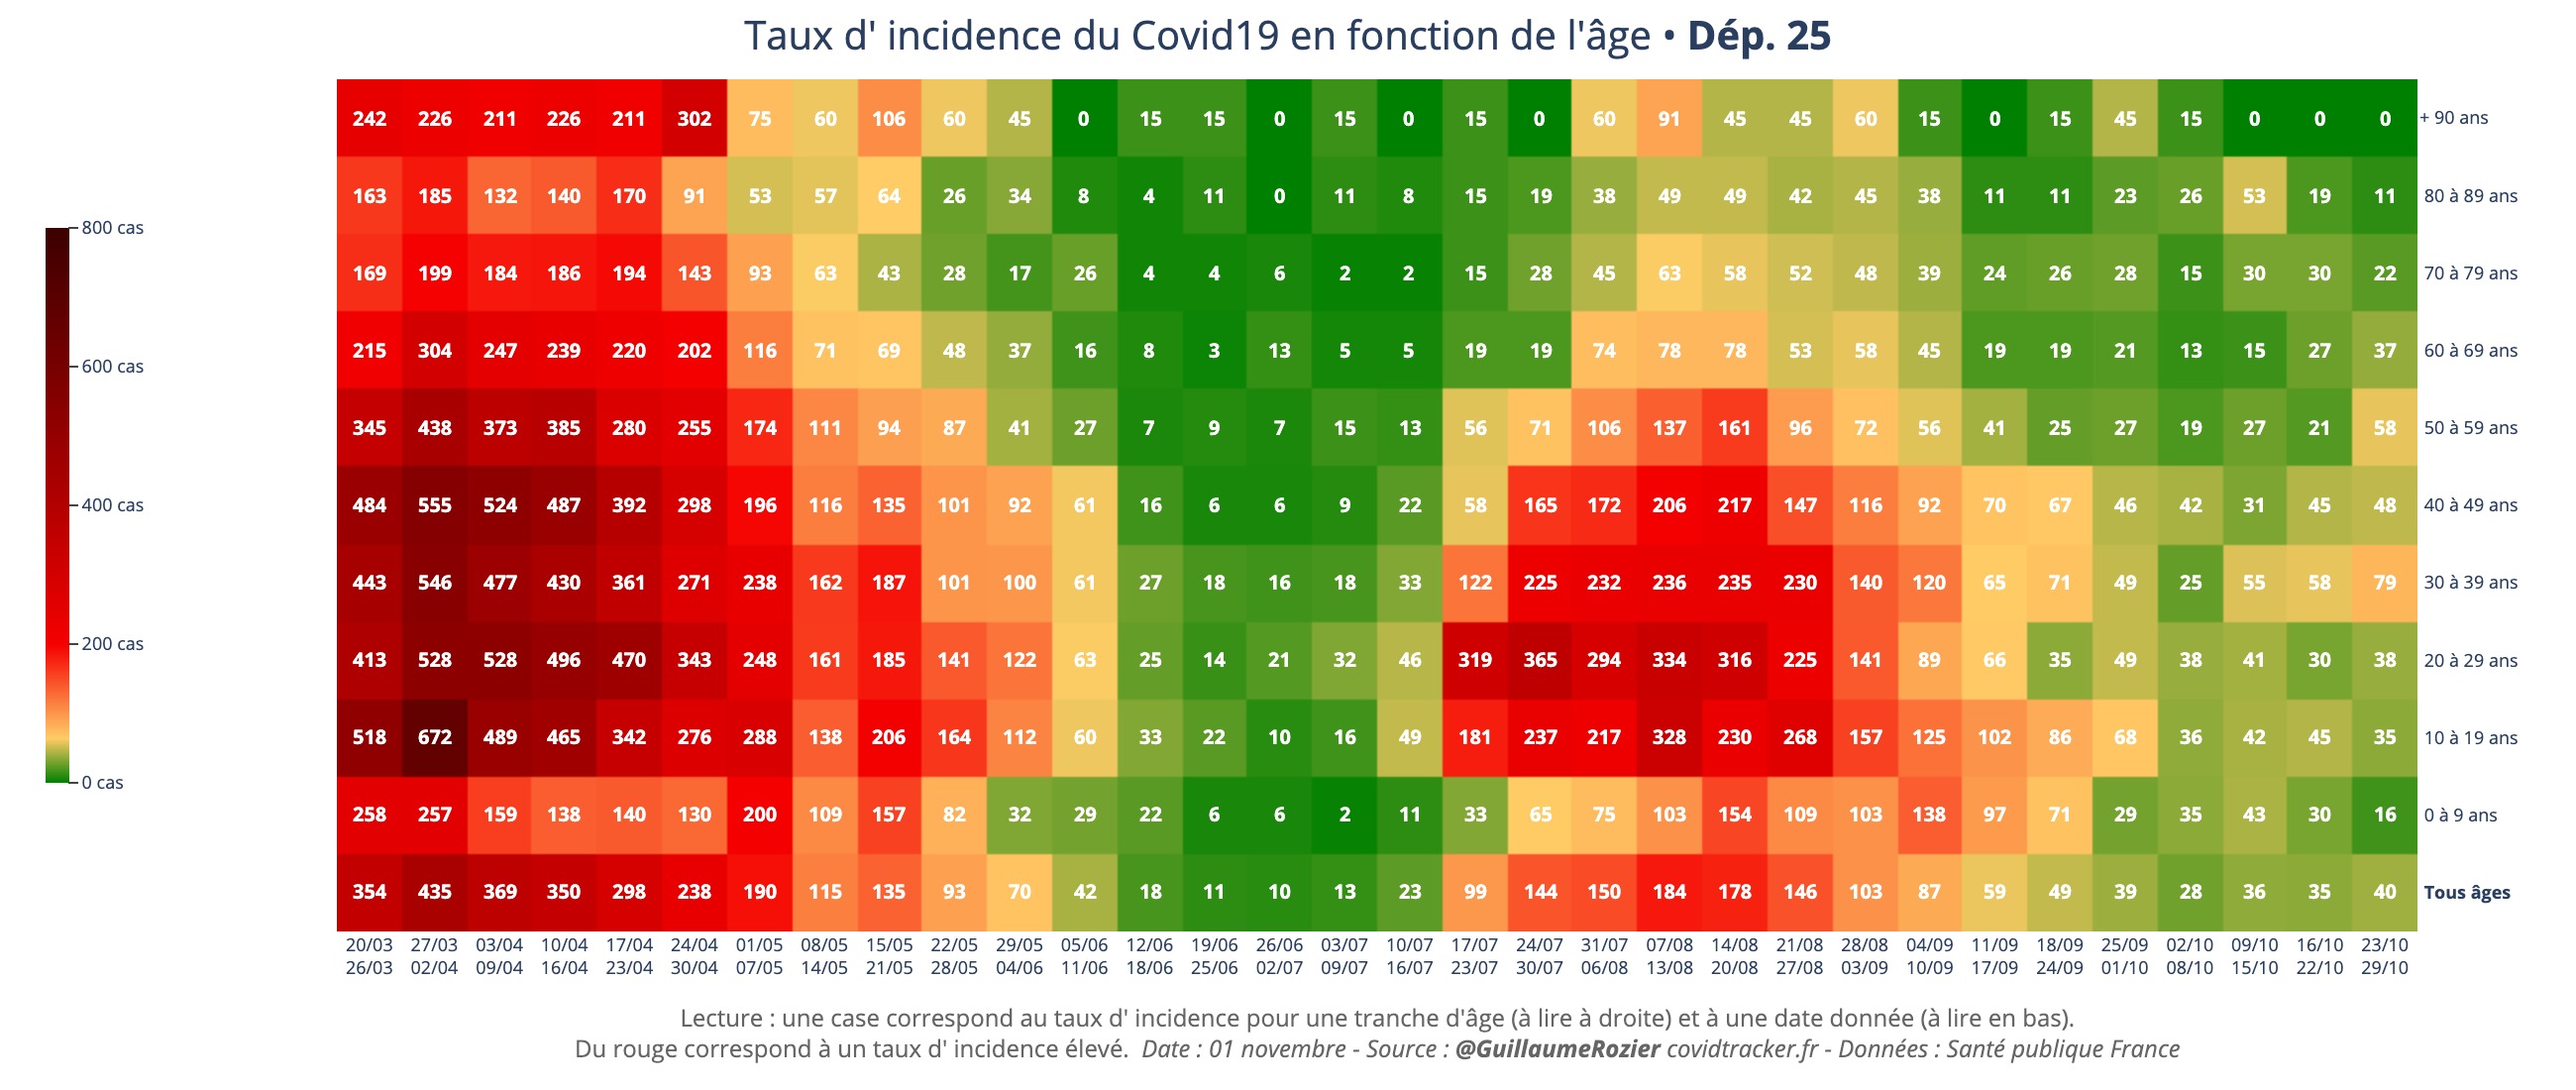 Taux d' incidence du Covid19 en fonction de l'âge • Dép. 25
800 cas
600 cas
400 cas
200 cas
0 cas
242 226 211 226 211 302 75 60 106 60 45 0 15 15 0 15 0 15 0 60 91 45 45 60 15 0 15 45 15 0 0 0 + 90 ans
163 185 132 140 170 91 53 57 64 26 34 8 4 11 0 11 8 15 19 38 49 49 42 45 38 11 11 23 26 53 19 11 80 à 89 ans
169 199 184 186 194 143 93 63 43 28 17 26 4 4 6 2 2 15 28 45 63 58 52 48 39 24 26 28 15 30 30 22 70 à 79 ans
215 304 247 239 220 202 116 71 69 48 37 16 8 3 13 5 5 19 19 74 78 78 53 58 45 19 19 21 13 15 27 37 60 à 69 ans
345 438 373 385 280 255 174 111 94 87 41 27 7 9 7 15 13 56 71 106 137 161 96 72 56 41 25 27 19 27 21 58 50 à 59 ans
484 555 524 487 392 298 196 116 135 101 92 61 16 6 6 9 22 58 165 172 206 217 147 116 92 70 67 46 42 31 45 48 40 à 49 ans
443 546 477 430 361 271 238 162 187 101 100 61 27 18 16 18 33 122 225 232 236 235 230 140 120 65 71 49 25 55 58 79 30 à 39 ans
413 528 528 496 470 343 248 161 185 141 122 63 25 14 21 32 46 319 365 294 334 316 225 141 89 66 35 49 38 41 30 38 20 à 29 ans
518 672 489 465 342 276 288 138 206 164 112 60 33 22 10 16 49 181 237 217 328 230 268 157 125 102 86 68 36 42 45 35 10 à 19 ans
258 257 159 138 140 130 200 109 157 82 32 29 22 6 6 2 11 33 65 75 103 154 109 103 138 97 71 29 35 43 30 16 0 à 9 ans
354 435 369 350 298 238 190 115 135 93 70 42 18 11 10 13 23 99 144 150 184 178 146 103 87 59 49 39 28 36 35 40 Tous âges
20/03 27/03 03/04 10/04 17/04 24/04 01/05 08/05 15/05 22/05 29/05 05/06 12/06 19/06 26/06 03/07 10/07 17/07 24/07 31/07 07/08 14/08 21/08 28/08 04/09 11/09 18/09 25/09 02/10 09/10 16/10 23/10
26/03 02/04 09/04 16/04 23/04 30/04 07/05 14/05 21/05 28/05 04/06 11/06 18/06 25/06 02/07 09/07 16/07 23/07 30/07 06/08 13/08 20/08 27/08 03/09 10/09 17/09 24/09 01/10 08/10 15/10 22/10 29/10
Lecture : une case correspond au taux d' incidence pour une tranche d'âge (à lire à droite) et à une date donnée (à lire en bas).
Du rouge correspond à un taux d' incidence élevé. Date : 01 novembre - Source : @GuillaumeRozier covidtracker.fr - Données : Santé publique France